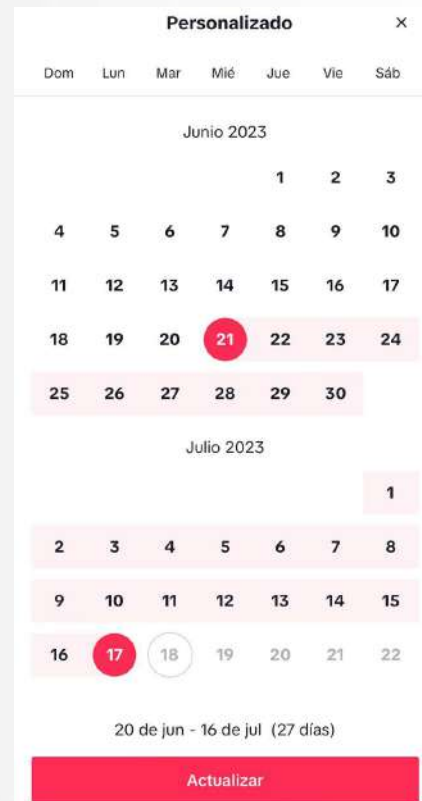 Personalizado ×
Dom Lun Mar Mié Jue Vie Sáb
Junio 2023
1 2 3
4 5 6 7 8 9 10
11 12 13 14 15 16 17
18 19 20 21 22 23 24
25 26 27 28 29 30
Julio 2023
1
2 3 4 5 6 7 8
9 10 11 12 13 14 15
16 17 18 19 20 21 22
20 de jun - 16 de jul (27 días)
Actualizar